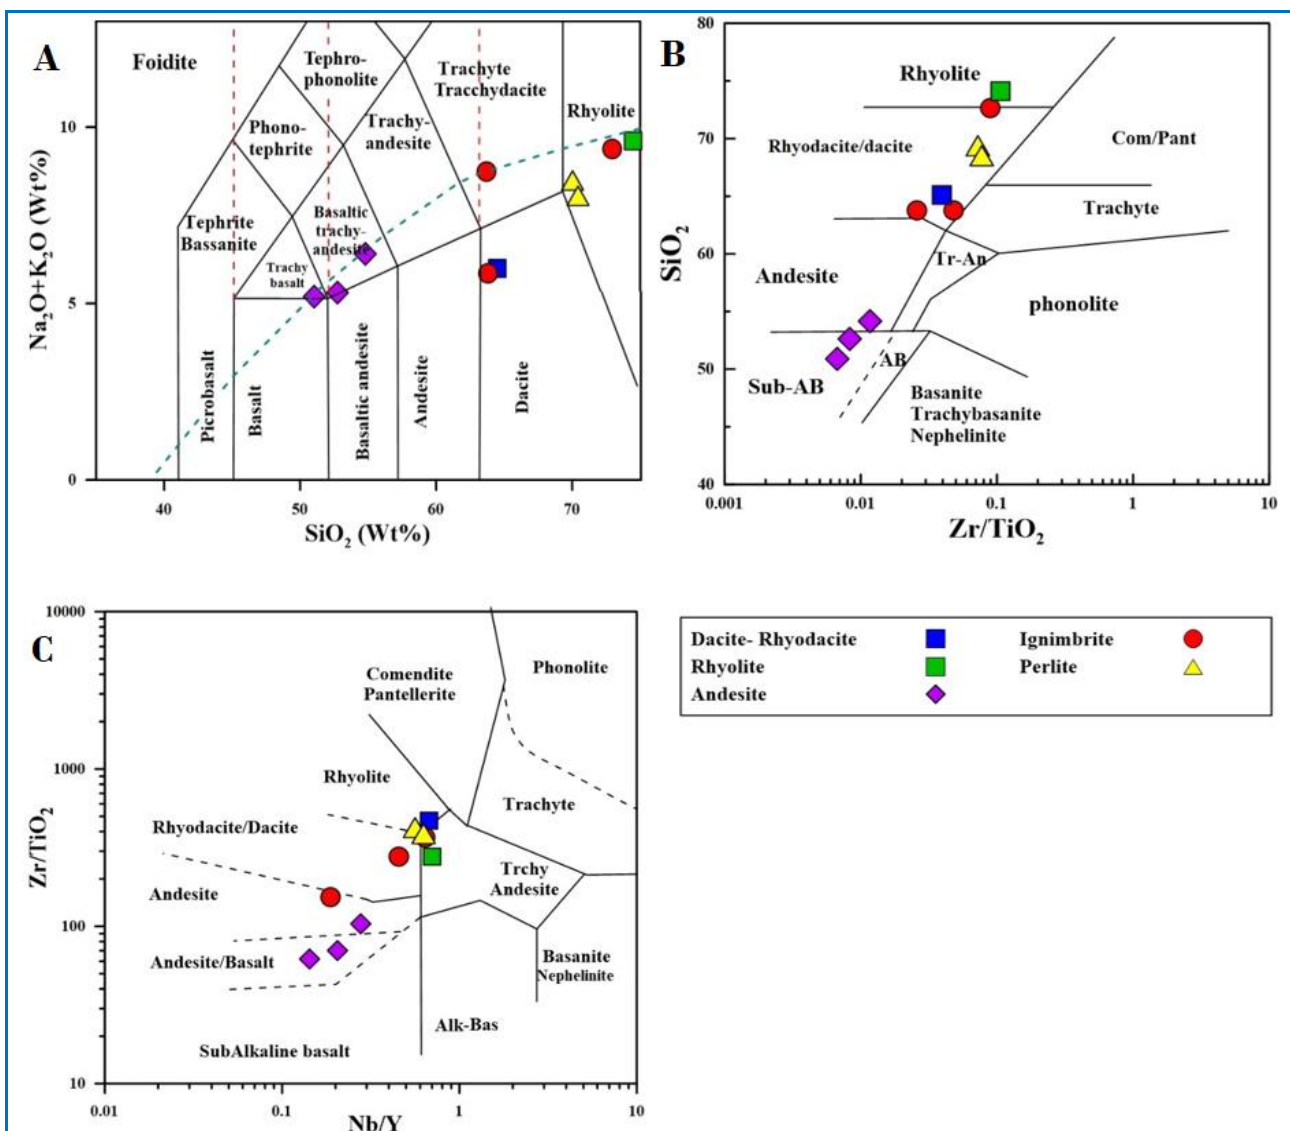 A
Foidite
Tephro-
phonolite
Trachyte
Tracchydacite
Rhyolite
Phono-
tephrite
Trachy-
andesite
Tephrite
Bassanite
Basaltic
trachy-
andesite
Trachy
basalt
Picrobasalt
Basalt
Basaltic andesite
Andesite
Dacite
Na₂O+K₂O (Wt%)
10
5
0
40
50
60
70
SiO₂ (Wt%)
B
80
70
60
50
40
SiO₂
Rhyolite
Rhyodacite/dacite
Com/Pant
Trachyte
Tr-An
Andesite
phonolite
AB
Sub-AB
Basanite
Trachybasanite
Nephelinite
0.001
0.01
0.1
1
10
Zr/TiO₂
C
10000
1000
100
10
Zr/TiO₂
Comendite
Pantellerite
Phonolite
Rhyolite
Trachyte
Rhyodacite/Dacite
Trchy
Andesite
Andesite
Andesite/Basalt
Basanite
Nephelinite
Alk-Bas
SubAlkaline basalt
0.01
0.1
1
10
Nb/Y
Dacite- Rhyodacite
Ignimbrite
Rhyolite
Perlite
Andesite